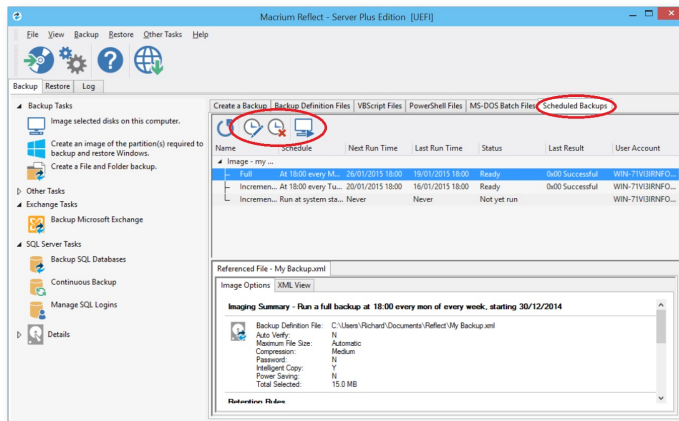 Macrium Reflect - Server Plus Edition [UEFI]
File View Backup Restore Other Tasks Help
Backup Restore Log
Backup Tasks
Image selected disks on this computer.
Create an image of the partition(s) required to
backup and restore Windows.
Create a File and Folder backup.
Other Tasks
Exchange Tasks
Backup Microsoft Exchange
SQL Server Tasks
Backup SQL Databases
Continuous Backup
Manage SQL Logins
Details
Create a Backup Backup Definition Files VBScript Files PowerShell Files MS-DOS Batch Files Scheduled Backups
Name Schedule Next Run Time Last Run Time Status Last Result User Account
Image - my ...
Full At 18:00 every M... 26/01/2015 18:00 19/01/2015 18:00 Ready 0x00 Successful WIN-71VI3IRNFO...
Incremen... At 18:00 every Tu... 20/01/2015 18:00 16/01/2015 18:00 Ready 0x00 Successful WIN-71VI3IRNFO...
Incremen... Run at system sta... Never Never Not yet run WIN-71VI3IRNFO...
Referenced File - My Backup.xml
Image Options XML View
Imaging Summary - Run a full backup at 18:00 every mon of every week, starting 30/12/2014
Backup Definition File: C:\Users\Richard\Documents\Reflect\My Backup.xml
Auto Verify: N
Maximum File Size: Automatic
Compression: Medium
Password: N
Intelligent Copy: Y
Power Saving: N
Total Selected: 15.0 MB
Retention Rules